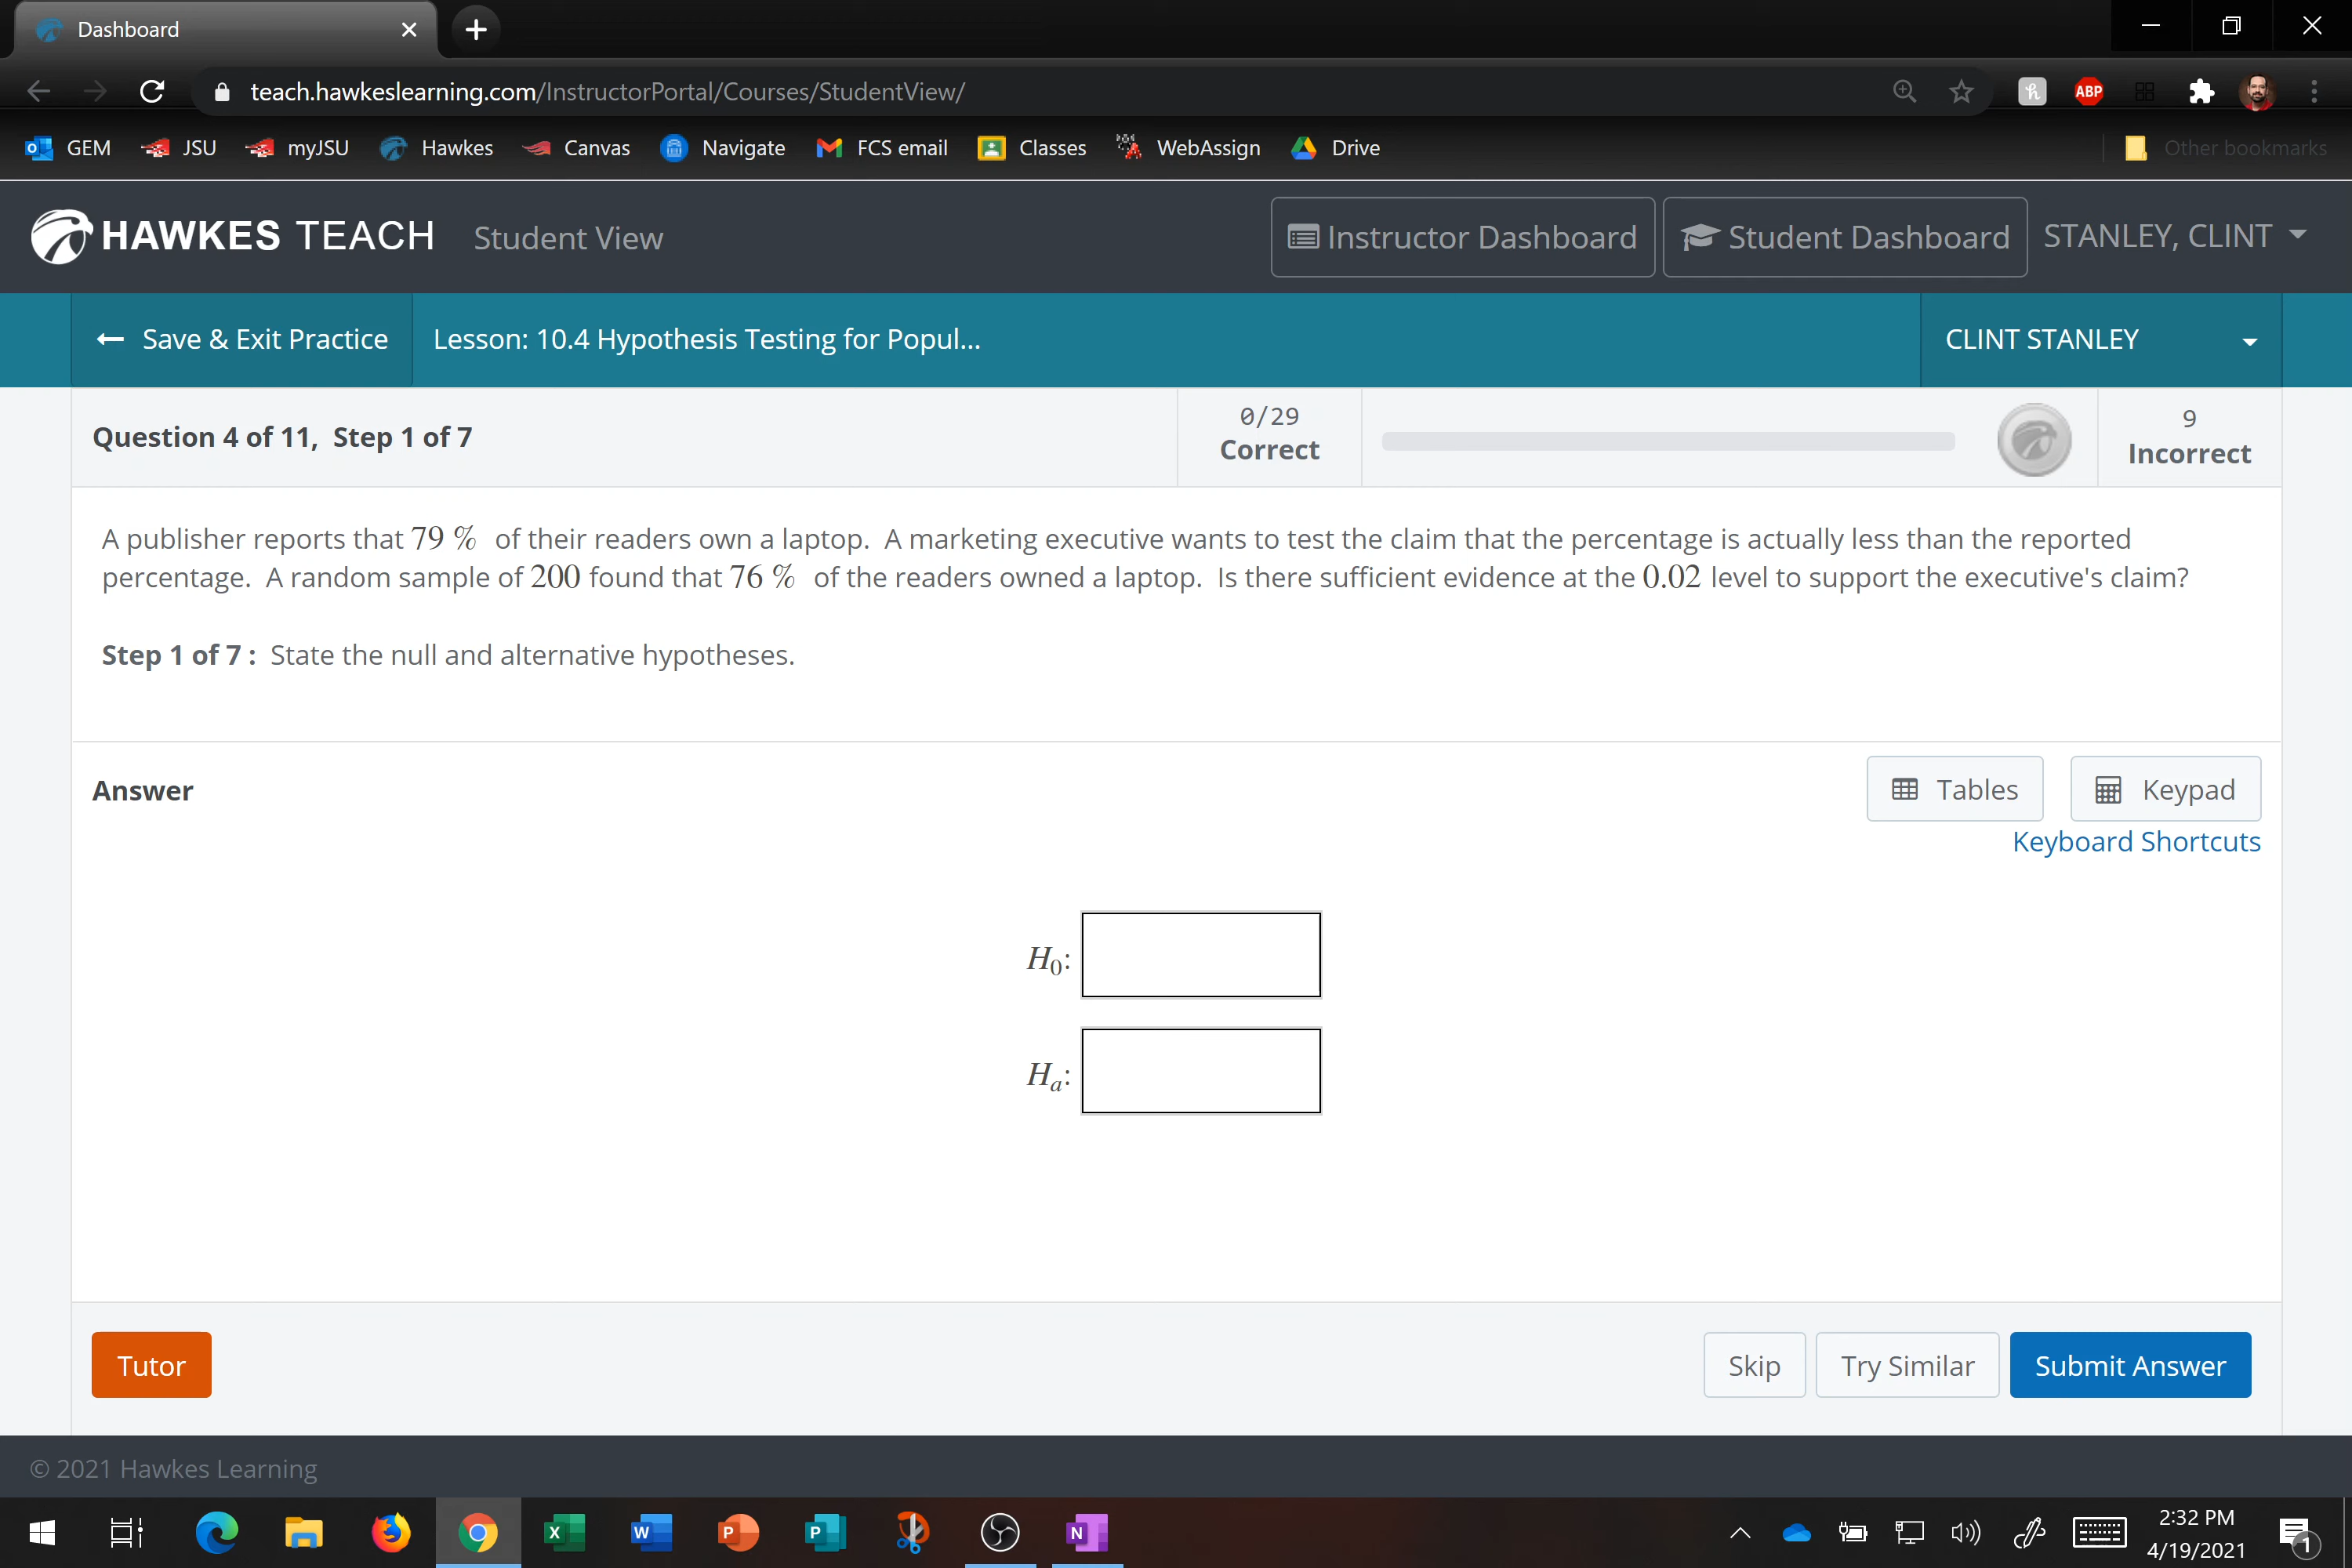 Dashboard
teach.hawkeslearning.com/InstructorPortal/Courses/StudentView/
ABP
GEM JSU myJSU Hawkes Canvas Navigate FCS email Classes WebAssign Drive Other bookmarks
HAWKES TEACH Student View Instructor Dashboard Student Dashboard STANLEY, CLINT
Save & Exit Practice Lesson: 10.4 Hypothesis Testing for Popul... CLINT STANLEY
Question 4 of 11, Step 1 of 7
0/29
Correct
9
Incorrect
A publisher reports that 79 % of their readers own a laptop. A marketing executive wants to test the claim that the percentage is actually less than the reported
percentage. A random sample of 200 found that 76 % of the readers owned a laptop. Is there sufficient evidence at the 0.02 level to support the executive's claim?
Step 1 of 7 : State the null and alternative hypotheses.
Answer
Tables Keypad
Keyboard Shortcuts
H₀:
Hₐ:
Tutor Skip Try Similar Submit Answer
© 2021 Hawkes Learning
2:32 PM
4/19/2021
1